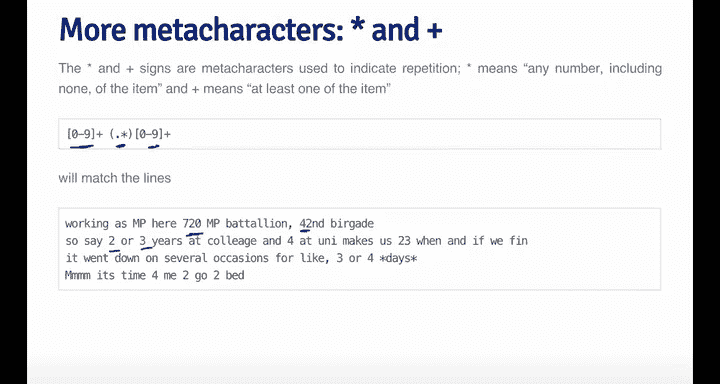 More metacharacters: * and +
The * and + signs are metacharacters used to indicate repetition; * means “any number, including
none, of the item” and + means “at least one of the item”
[0-9]+ (.*)[0-9]+
will match the lines
working as MP here 720 MP battallion, 42nd birgade
so say 2 or 3 years at colleage and 4 at uni makes us 23 when and if we fin
it went down on several occasions for like, 3 or 4 *days*
Mmmm its time 4 me 2 go 2 bed